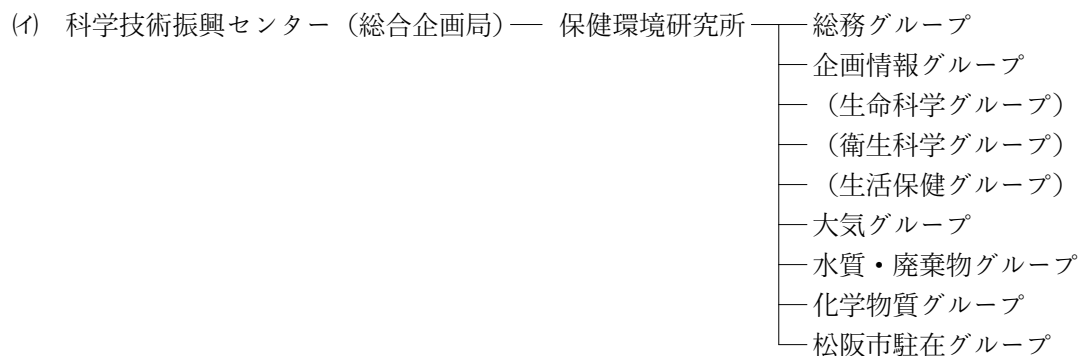 (イ) 科学技術振興センター（総合企画局） 保健環境研究所 総務グループ
企画情報グループ
（生命科学グループ）
（衛生科学グループ）
（生活保健グループ）
大気グループ
水質・廃棄物グループ
化学物質グループ
松阪市駐在グループ